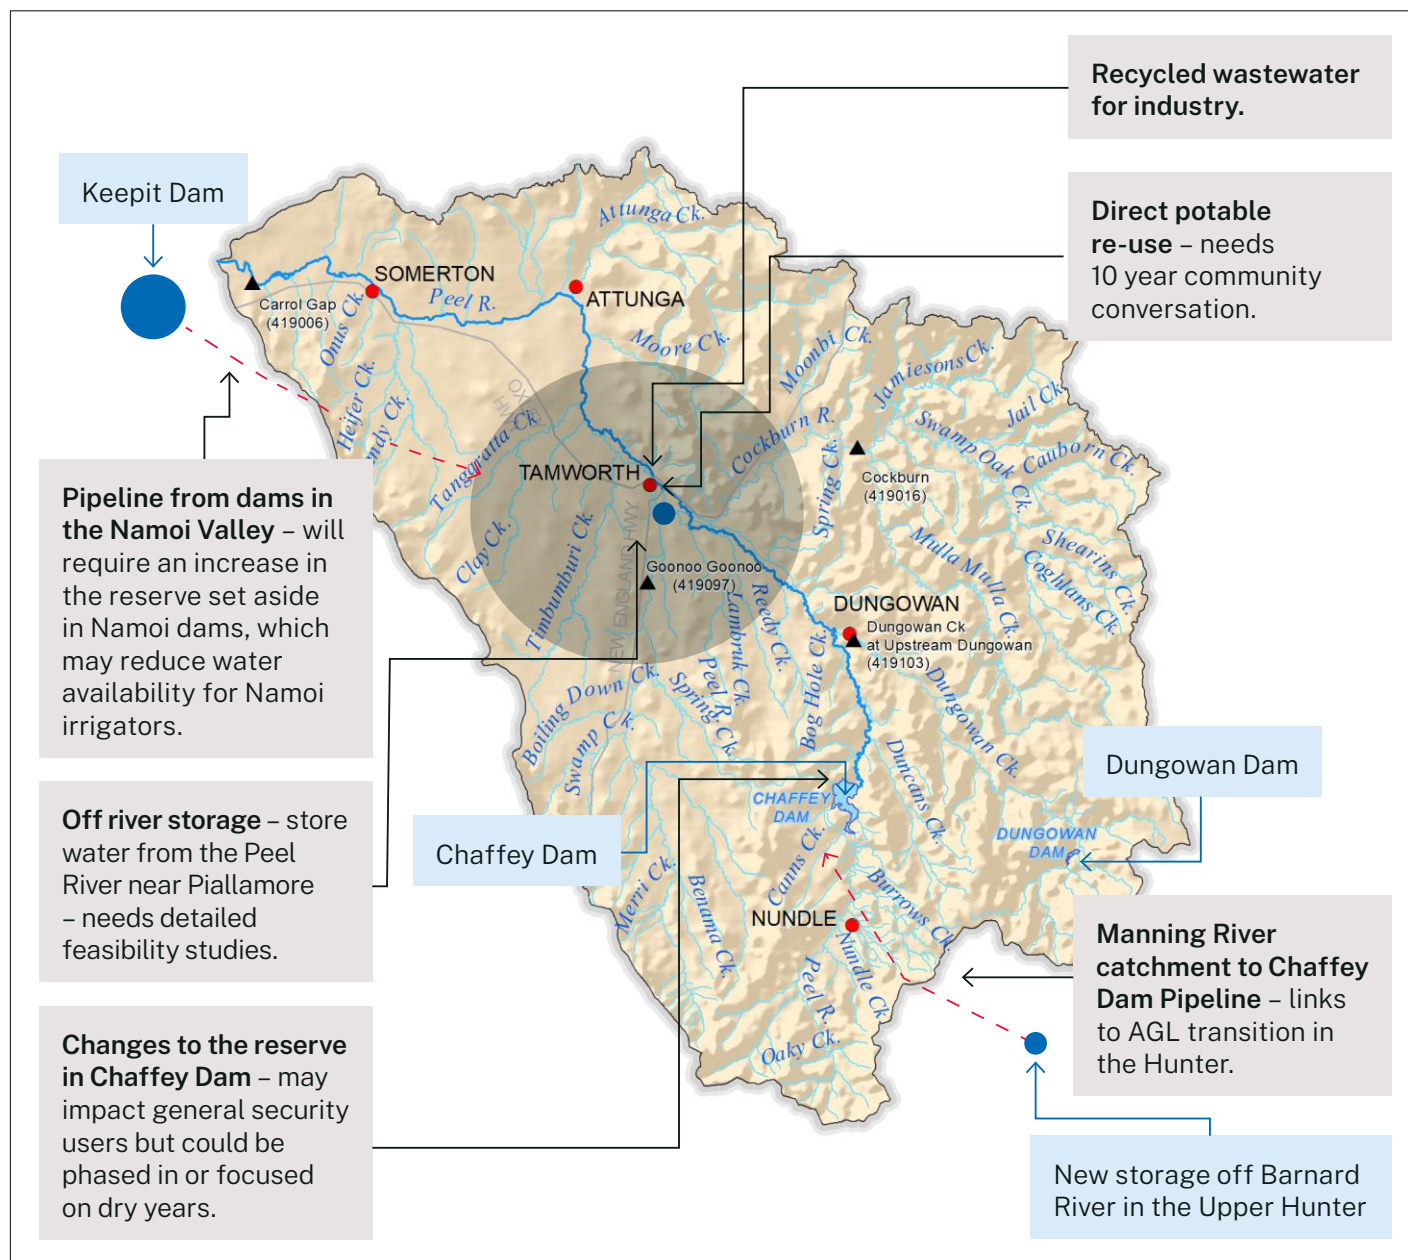 Recycled wastewater
for industry.
Keepit Dam
Direct potable
re-use – needs
10 year community
conversation.
Attunga Ck.
SOMERTON
Peel R.
ATTUNGA
Carrol Gap
(419006)
Onus Ck.
Moore Ck.
Moonbi Ck.
Jamiesons Ck.
Jail Ck.
Heifer Ck.
ndy Ck.
OX
H
Tangaratta Ck.
Cockburn R.
Swamp Oak Ck.
Cauborn Ck.
Spring Ck.
Cockburn
(419016)
TAMWORTH
Pipeline from dams in
the Namoi Valley – will
require an increase in
the reserve set aside
in Namoi dams, which
may reduce water
availability for Namoi
irrigators.
Clay Ck.
Timbumburi Ck.
NEW ENGLAND HWY
Goonoo Goonoo
(419097)
Mulla Mulla Ck.
Shearins Ck.
Coghlans Ck.
Lambruk Ck.
Reedy Ck.
DUNGOWAN
Dungowan Ck
at Upstream Dungowan
(419103)
Boiling Down Ck.
Swamp Ck.
Spring Ck.
Peel R.
Bog Hole Ck.
Dungowan Ck.
Duncans Ck.
Dungowan Dam
Off river storage – store
water from the Peel
River near Piallamore
– needs detailed
feasibility studies.
Chaffey Dam
CHAFFEY
DAM
DUNGOWAN
DAM
Canns Ck.
Merri Ck.
Benama Ck.
Burrows Ck.
NUNDLE
Nundle Ck.
Peel R.
Oaky Ck.
Manning River
catchment to Chaffey
Dam Pipeline – links
to AGL transition in
the Hunter.
Changes to the reserve
in Chaffey Dam – may
impact general security
users but could be
phased in or focused
on dry years.
New storage off Barnard
River in the Upper Hunter